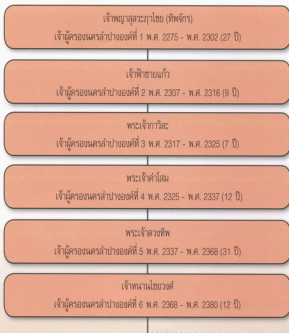 เจ้าพญาสุลวะฦาไชย (ทิพจักร)
เจ้าผู้ครองนครลำปางองค์ที่ 1 พ.ศ. 2275 - พ.ศ. 2302 (27 ปี)
เจ้าฟ้าชายแก้ว
เจ้าผู้ครองนครลำปางองค์ที่ 2 พ.ศ. 2307 - พ.ศ. 2316 (9 ปี)
พระเจ้ากาวิละ
เจ้าผู้ครองนครลำปางองค์ที่ 3 พ.ศ. 2317 - พ.ศ. 2325 (7 ปี)
พระเจ้าคำโสม
เจ้าผู้ครองนครลำปางองค์ที่ 4 พ.ศ. 2325 - พ.ศ. 2337 (12 ปี)
พระเจ้าดวงทิพ
เจ้าผู้ครองนครลำปางองค์ที่ 5 พ.ศ. 2337 - พ.ศ. 2368 (31 ปี)
เจ้าหนานไชยวงศ์
เจ้าผู้ครองนครลำปางองค์ที่ 6 พ.ศ. 2368 - พ.ศ. 2380 (12 ปี)